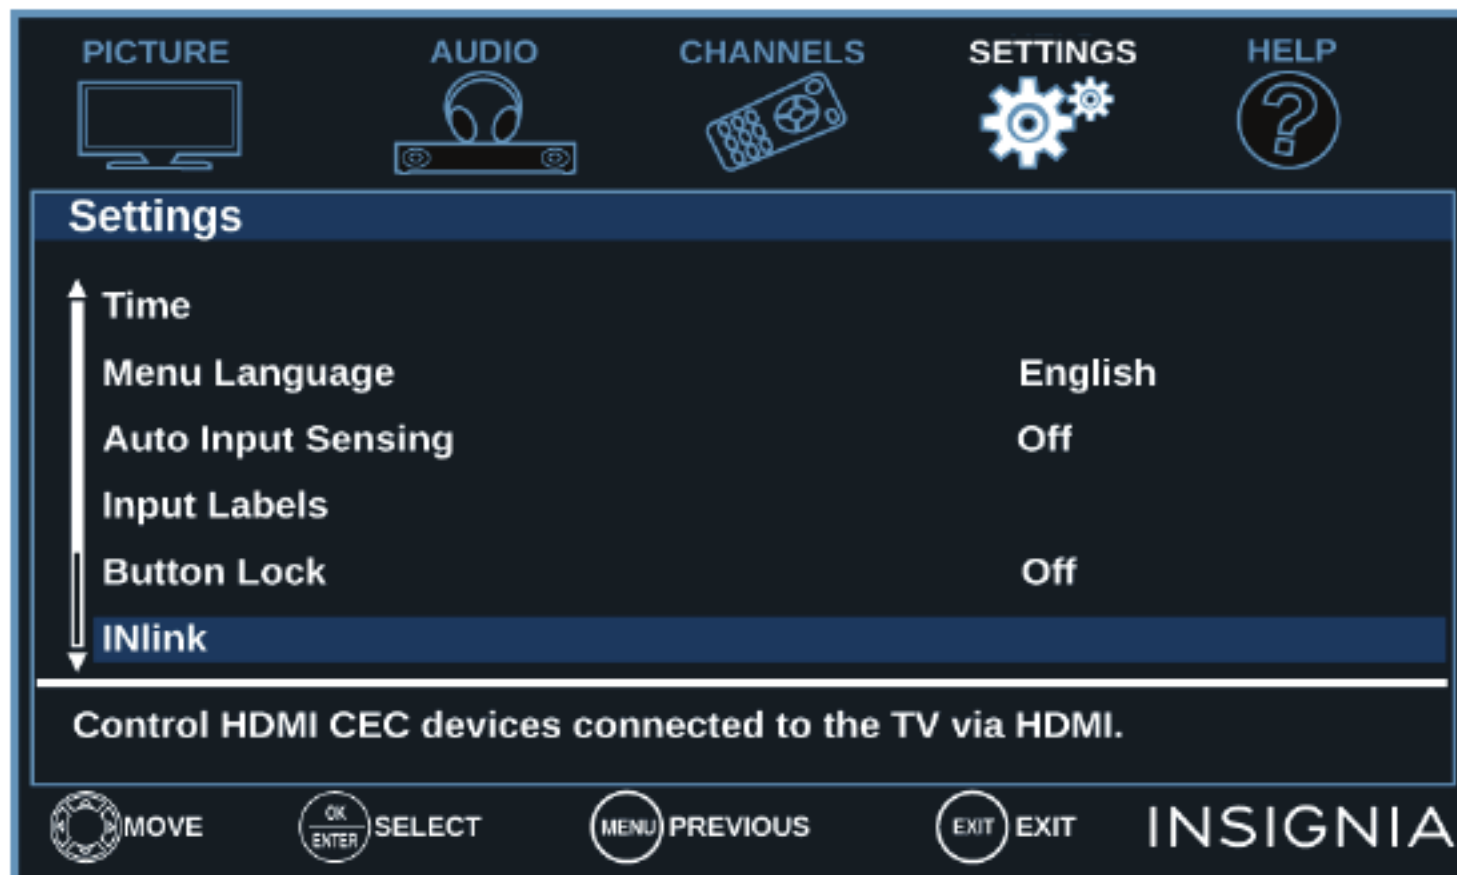 PICTURE AUDIO CHANNELS SETTINGS HELP
?
Settings
Time
Menu Language English
Auto Input Sensing Off
Input Labels
Button Lock Off
INlink
Control HDMI CEC devices connected to the TV via HDMI.
MOVE OK ENTER SELECT MENU PREVIOUS EXIT EXIT INSIGNIA